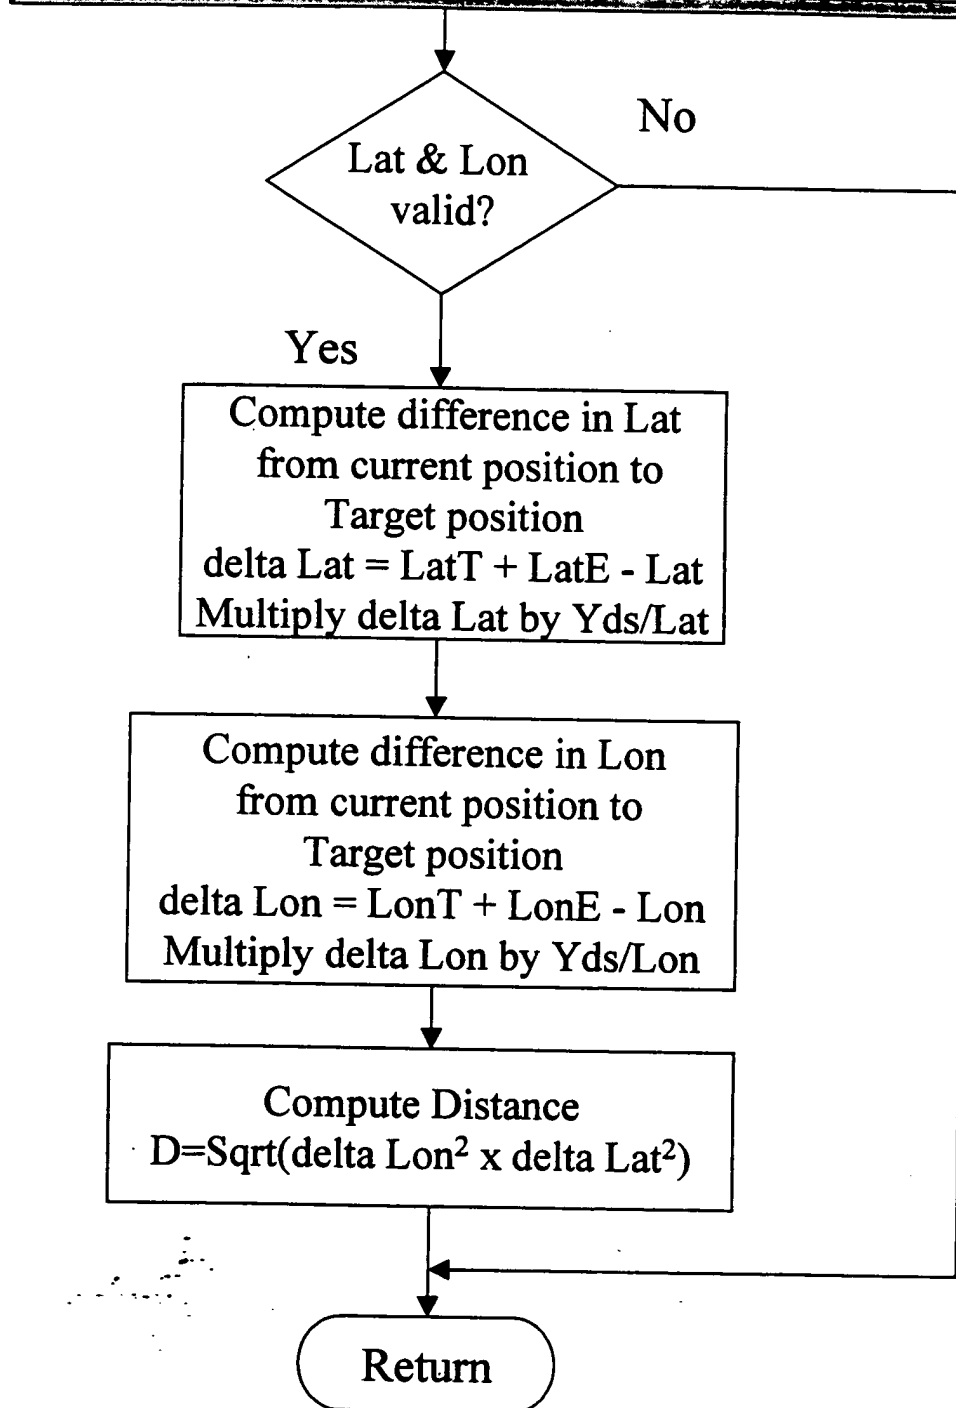 No
Lat & Lon
valid?
Yes
Compute difference in Lat
from current position to
Target position
delta Lat = LatT + LatE - Lat
Multiply delta Lat by Yds/Lat
Compute difference in Lon
from current position to
Target position
delta Lon = LonT + LonE - Lon
Multiply delta Lon by Yds/Lon
Compute Distance
D=Sqrt(delta Lon² x delta Lat²)
Return